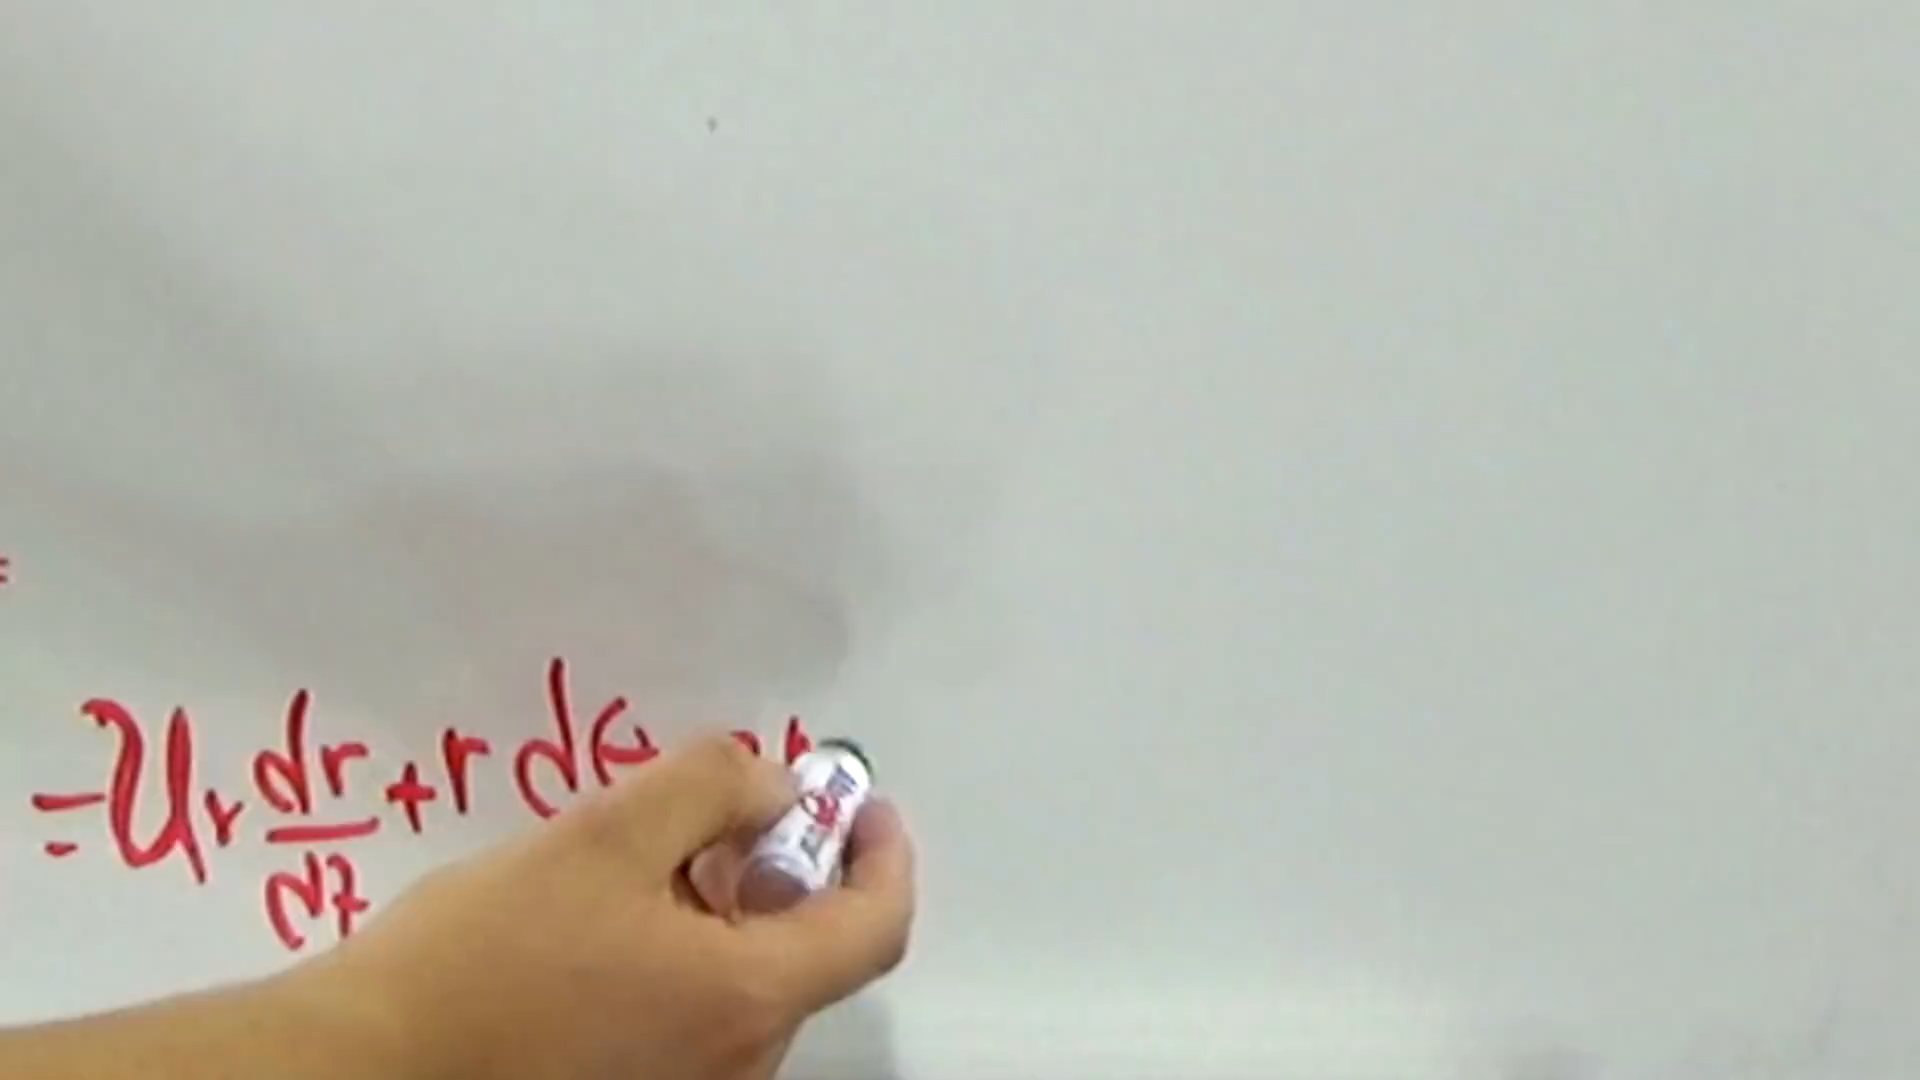 =
= Ur dr/dt + r dθ